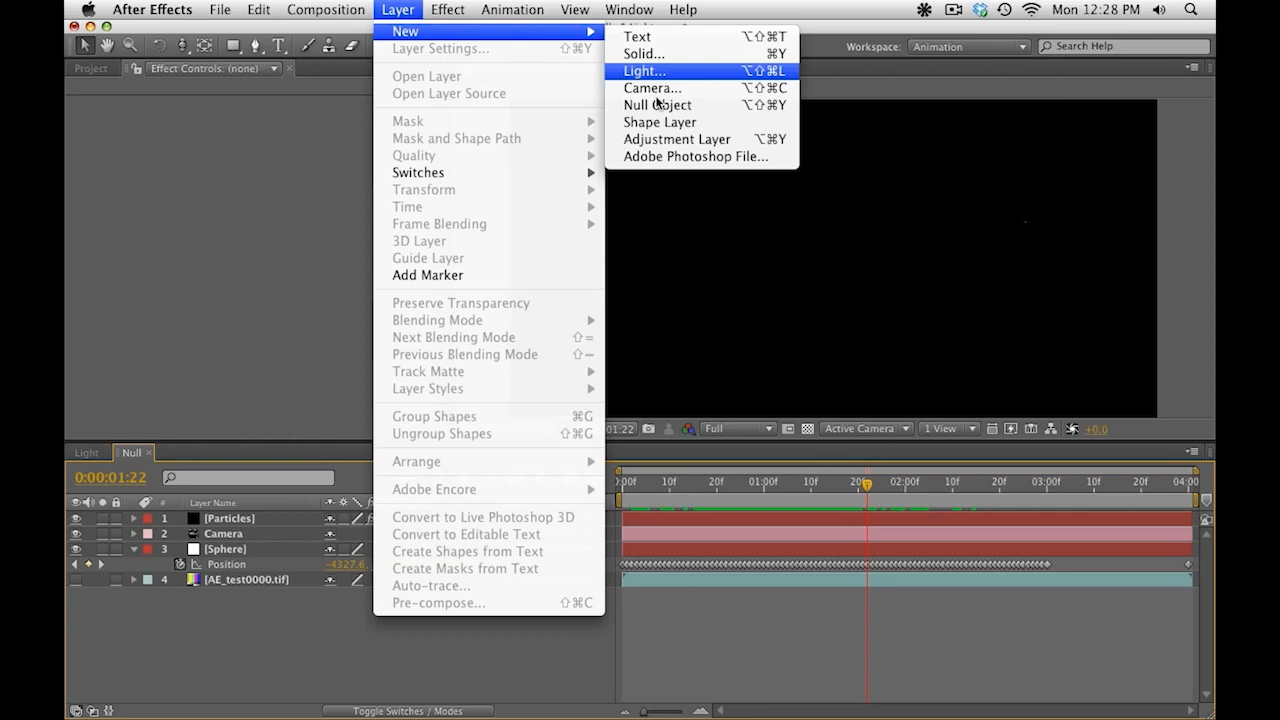 After Effects File Edit Composition Layer Effect Animation View Window Help Mon 12:28 PM
Workspace: Animation Search Help
Project Effect Controls: (none)
New
Layer Settings... ⇧⌘Y
Open Layer
Open Layer Source
Mask
Mask and Shape Path
Quality
Switches
Transform
Time
Frame Blending
3D Layer
Guide Layer
Add Marker
Preserve Transparency
Blending Mode
Next Blending Mode ⇧=
Previous Blending Mode ⇧−
Track Matte
Layer Styles
Group Shapes ⌘G
Ungroup Shapes ⇧⌘G
Arrange
Adobe Encore
Convert to Live Photoshop 3D
Convert to Editable Text
Create Shapes from Text
Create Masks from Text
Auto-trace...
Pre-compose... ⇧⌘C
Text ⌥⇧⌘T
Solid... ⌘Y
Light... ⌥⇧⌘L
Camera... ⌥⇧⌘C
Null Object ⌥⇧⌘Y
Shape Layer
Adjustment Layer ⌥⌘Y
Adobe Photoshop File...
01:22 Full Active Camera 1 View +0.0
Light Null
0:00:01:22
:00f 10f 20f 01:00f 10f 20f 02:00f 10f 20f 03:00f 10f 20f 04:00
# Layer Name
1 [Particles]
2 Camera
3 [Sphere]
Position -4327.6,
4 [AE_test0000.tif]
Toggle Switches / Modes